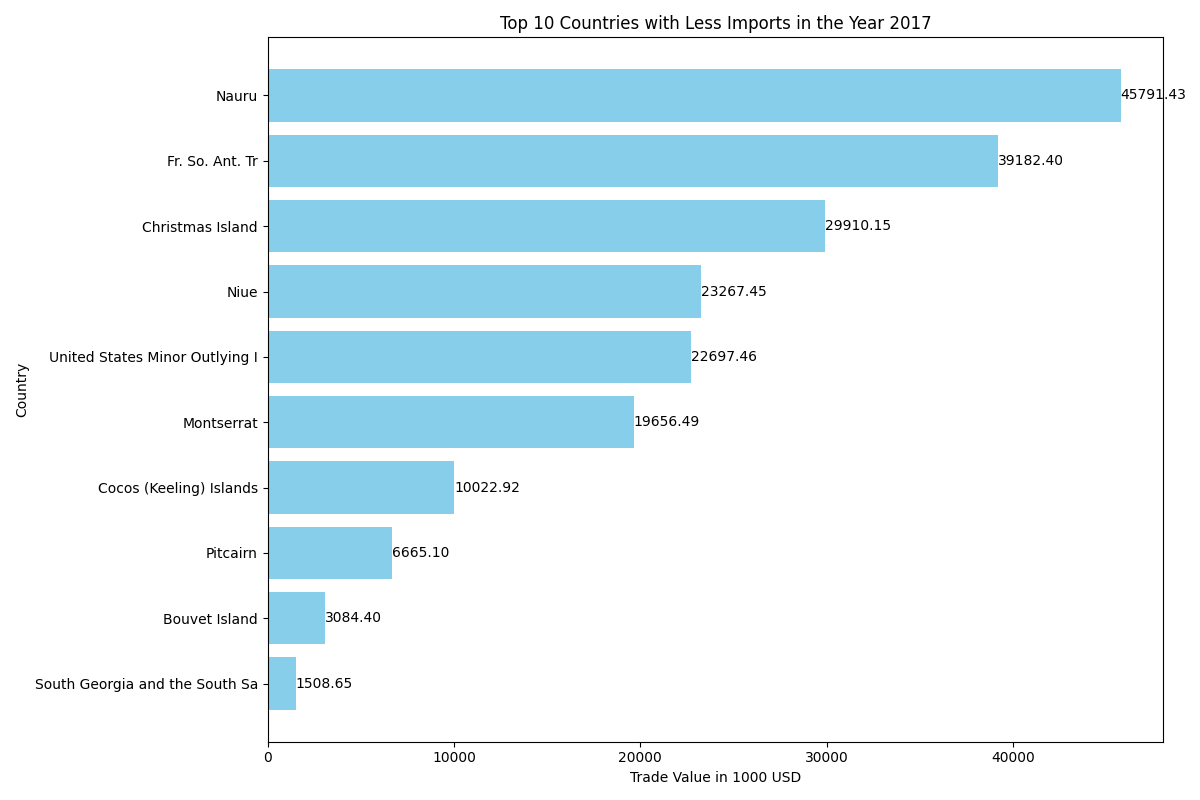 Top 10 Countries with Less Imports in the Year 2017
Country
Nauru 45791.43
Fr. So. Ant. Tr 39182.40
Christmas Island 29910.15
Niue 23267.45
United States Minor Outlying I 22697.46
Montserrat 19656.49
Cocos (Keeling) Islands 10022.92
Pitcairn 6665.10
Bouvet Island 3084.40
South Georgia and the South Sa 1508.65
0 10000 20000 30000 40000
Trade Value in 1000 USD